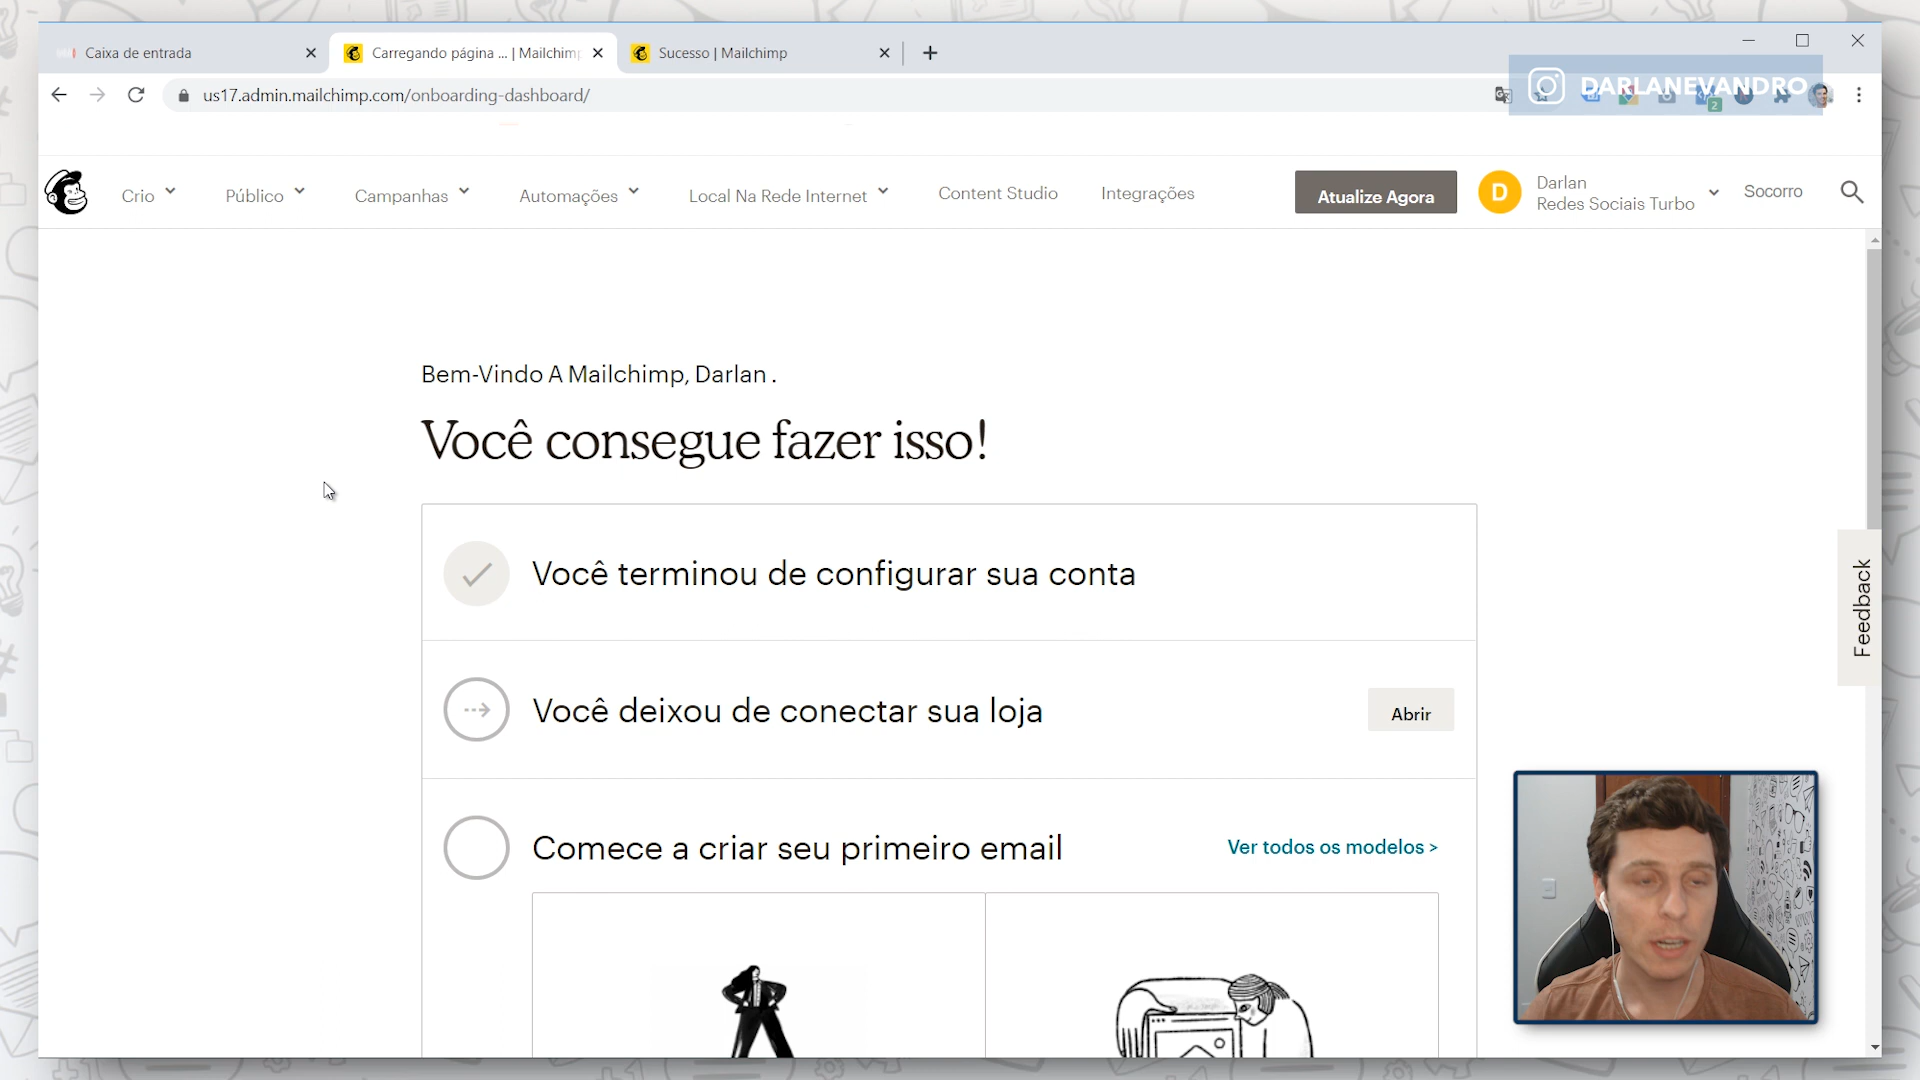 Caixa de entrada
Carregando página ... | Mailchimp
Sucesso | Mailchimp
DARLANEVANDRO
us17.admin.mailchimp.com/onboarding-dashboard/
2
Crio
Público
Campanhas
Automações
Local Na Rede Internet
Content Studio
Integrações
Atualize Agora
D
Darlan
Redes Sociais Turbo
Socorro
Bem-Vindo A Mailchimp, Darlan .
Você consegue fazer isso!
Você terminou de configurar sua conta
Você deixou de conectar sua loja
Abrir
Comece a criar seu primeiro email
Ver todos os modelos >
Feedback